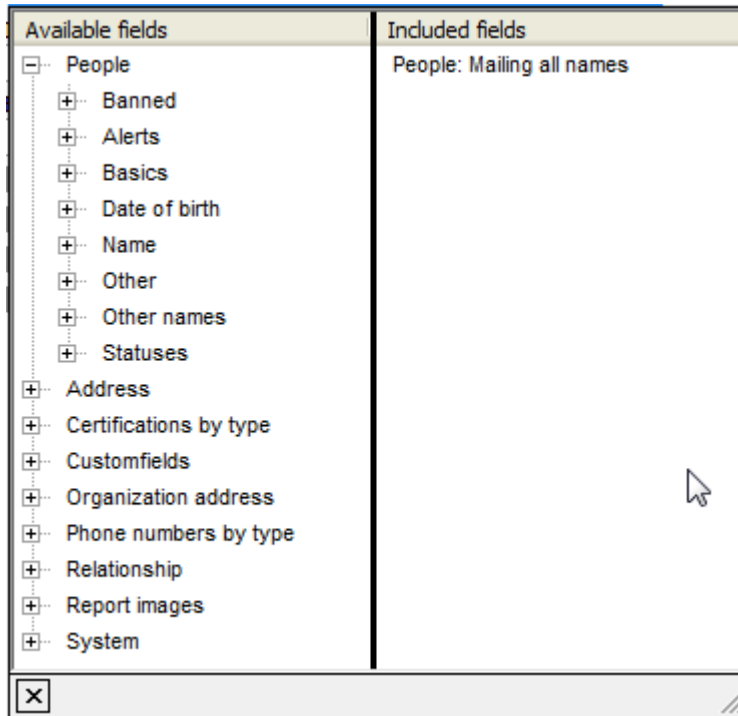 Available fields
Included fields
People
People: Mailing all names
Banned
Alerts
Basics
Date of birth
Name
Other
Other names
Statuses
Address
Certifications by type
Customfields
Organization address
Phone numbers by type
Relationship
Report images
System